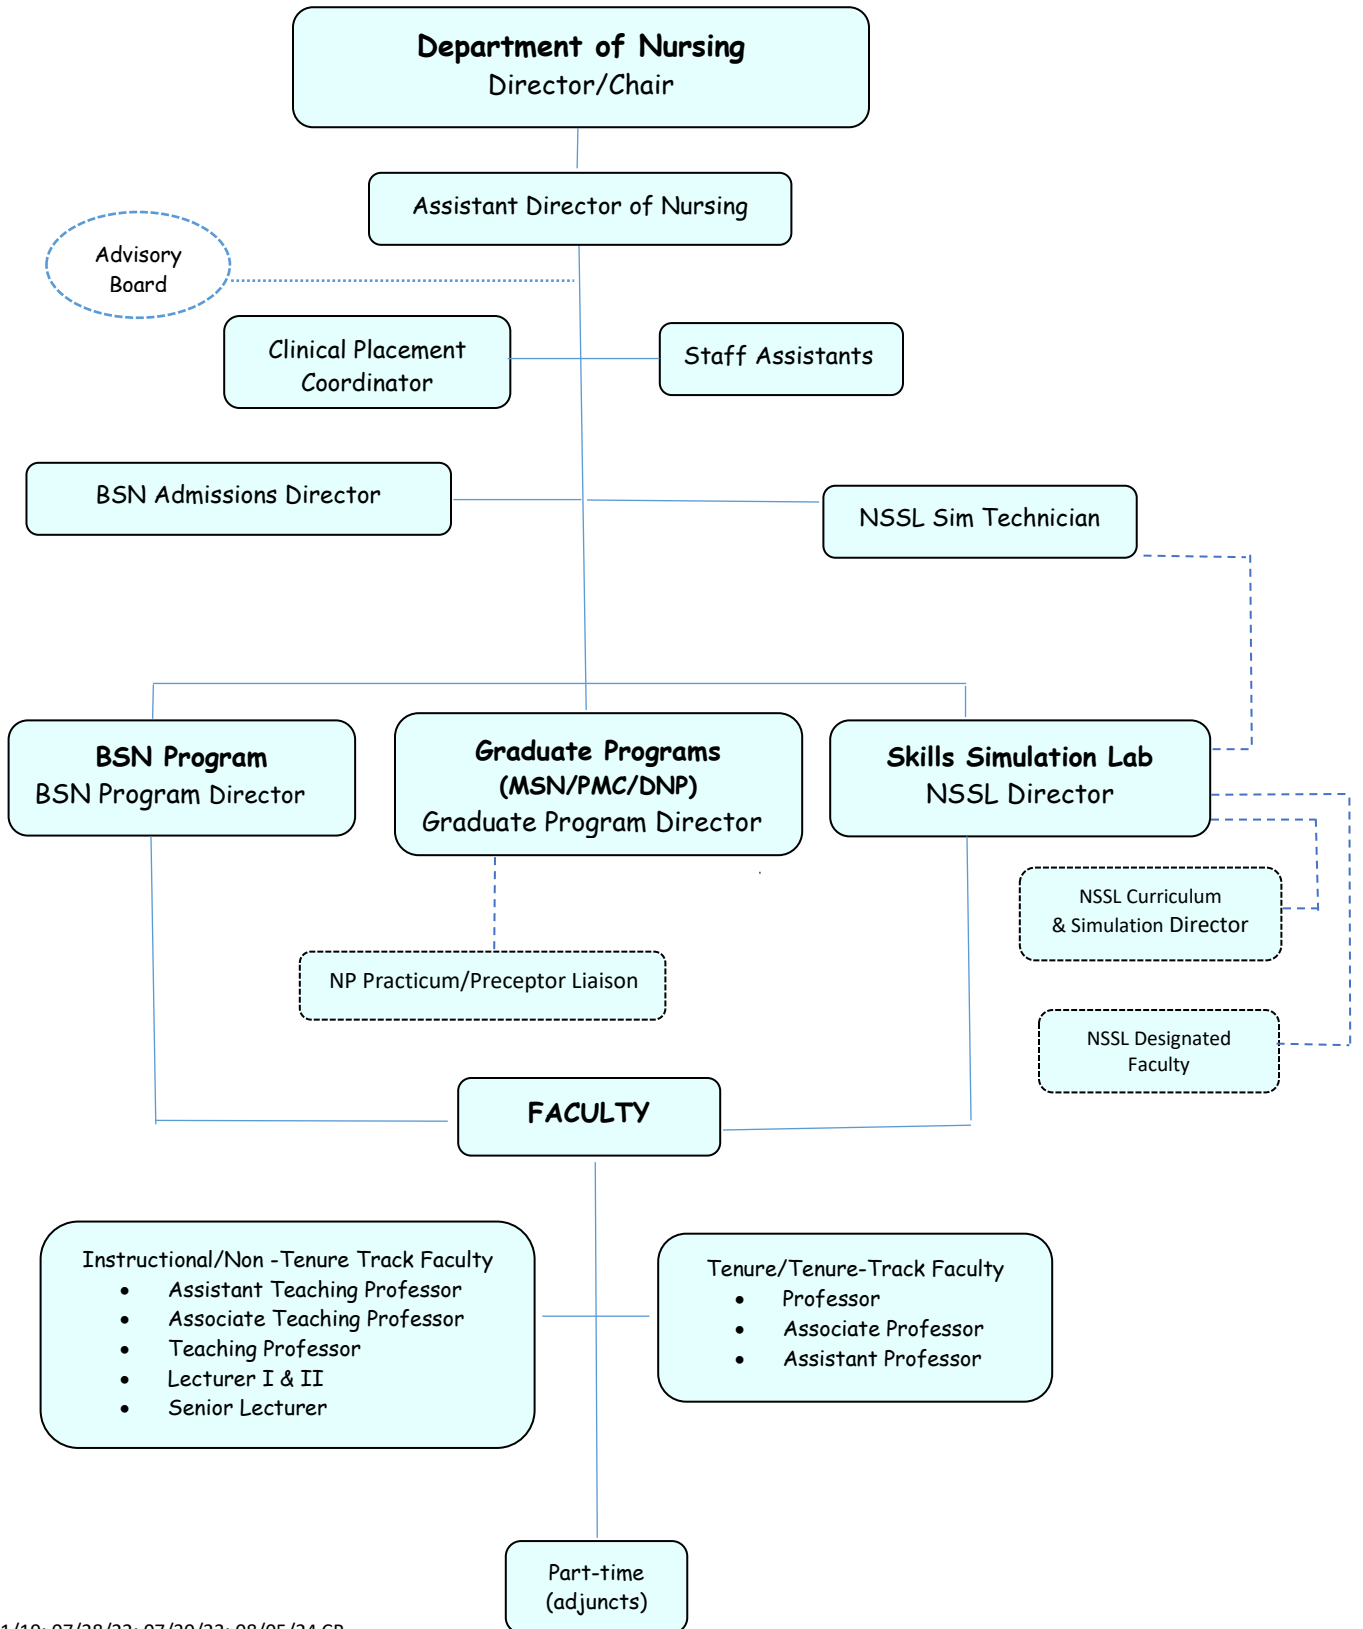 Department of Nursing
Director/Chair
Assistant Director of Nursing
Advisory
Board
Clinical Placement
Coordinator
Staff Assistants
BSN Admissions Director
NSSL Sim Technician
BSN Program
BSN Program Director
Graduate Programs
(MSN/PMC/DNP)
Graduate Program Director
Skills Simulation Lab
NSSL Director
NSSL Curriculum
& Simulation Director
NP Practicum/Preceptor Liaison
NSSL Designated
Faculty
FACULTY
Instructional/Non -Tenure Track Faculty
• Assistant Teaching Professor
• Associate Teaching Professor
• Teaching Professor
• Lecturer I & II
• Senior Lecturer
Tenure/Tenure-Track Faculty
• Professor
• Associate Professor
• Assistant Professor
Part-time
(adjuncts)